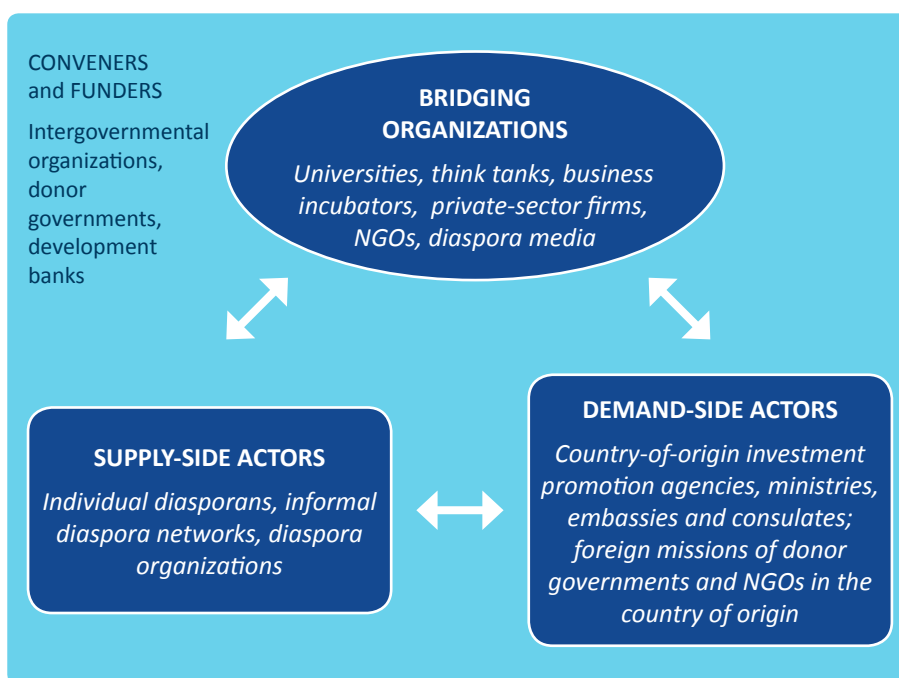 CONVENERS
and FUNDERS
Intergovernmental
organizations,
donor
governments,
development
banks
BRIDGING
ORGANIZATIONS
Universities, think tanks, business
incubators, private-sector firms,
NGOs, diaspora media
SUPPLY-SIDE ACTORS
Individual diasporans, informal
diaspora networks, diaspora
organizations
DEMAND-SIDE ACTORS
Country-of-origin investment
promotion agencies, ministries,
embassies and consulates;
foreign missions of donor
governments and NGOs in the
country of origin